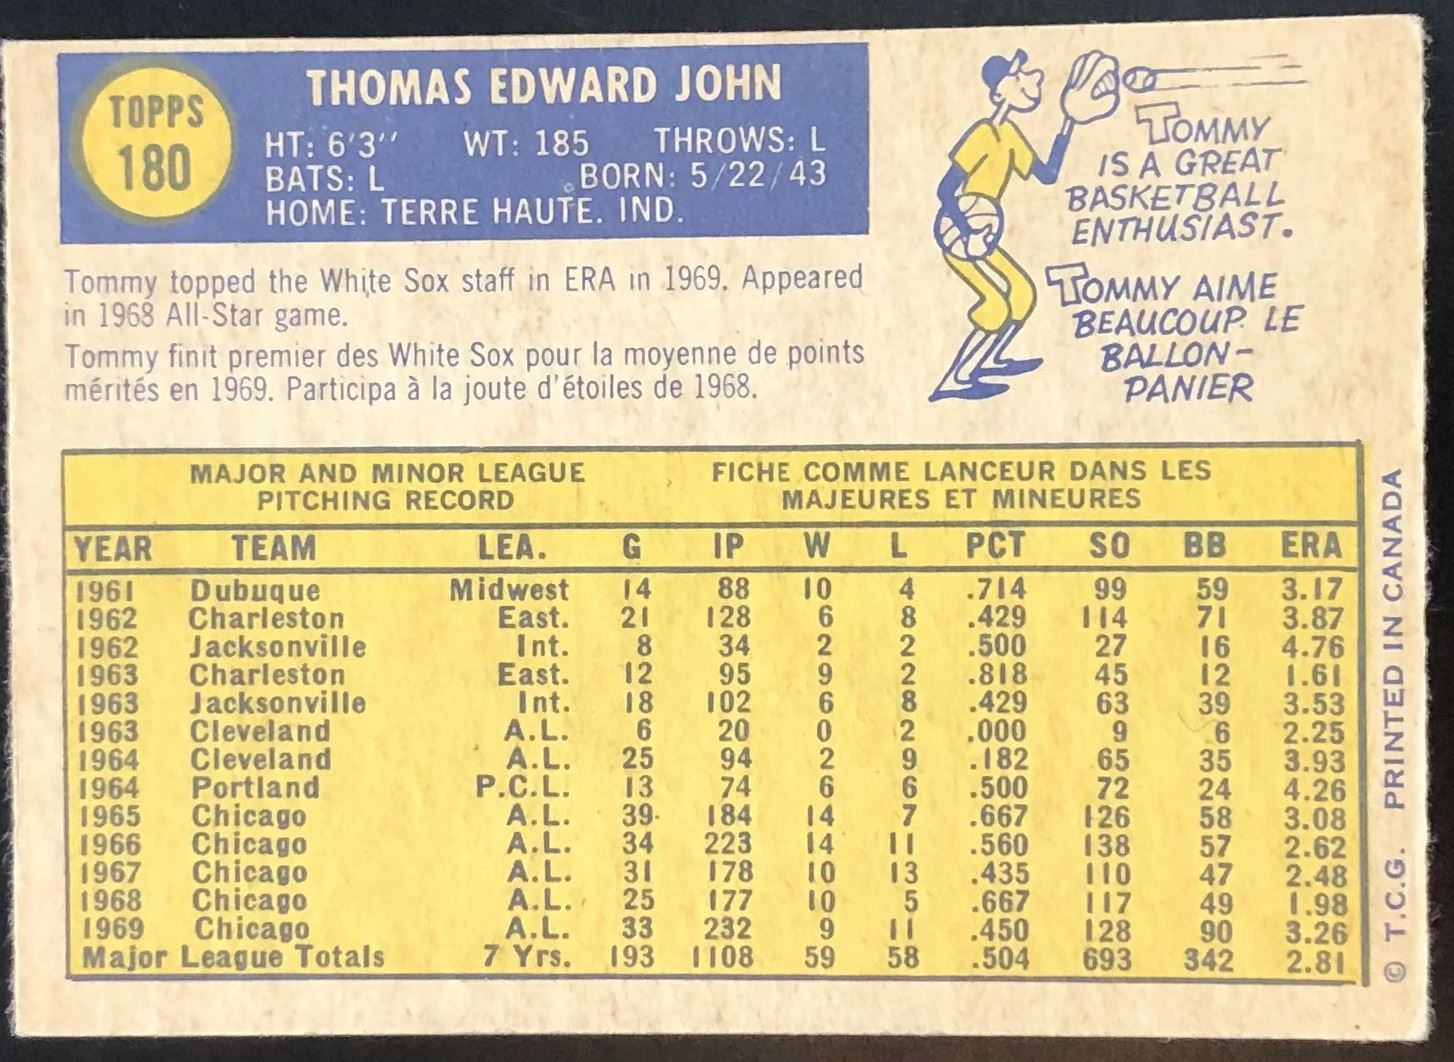 TOPPS
180
THOMAS EDWARD JOHN
HT: 6'3'' WT: 185 THROWS: L
BATS: L BORN: 5/22/43
HOME: TERRE HAUTE. IND.
Tommy topped the White Sox staff in ERA in 1969. Appeared
in 1968 All-Star game.
Tommy finit premier des White Sox pour la moyenne de points
mérités en 1969. Participa à la joute d'étoiles de 1968.
TOMMY
IS A GREAT
BASKETBALL
ENTHUSIAST.
TOMMY AIME
BEAUCOUP LE
BALLON-
PANIER
MAJOR AND MINOR LEAGUE
PITCHING RECORD
FICHE COMME LANCEUR DANS LES
MAJEURES ET MINEURES
YEAR TEAM LEA. G IP W L PCT SO BB ERA
1961 Dubuque Midwest 14 88 10 4 .714 99 59 3.17
1962 Charleston East. 21 128 6 8 .429 114 71 3.87
1962 Jacksonville Int. 8 34 2 2 .500 27 16 4.76
1963 Charleston East. 12 95 9 2 .818 45 12 1.61
1963 Jacksonville Int. 18 102 6 8 .429 63 39 3.53
1963 Cleveland A.L. 6 20 0 2 .000 9 6 2.25
1964 Cleveland A.L. 25 94 2 9 .182 65 35 3.93
1964 Portland P.C.L. 13 74 6 6 .500 72 24 4.26
1965 Chicago A.L. 39 184 14 7 .667 126 58 3.08
1966 Chicago A.L. 34 223 14 11 .560 138 57 2.62
1967 Chicago A.L. 31 178 10 13 .435 110 47 2.48
1968 Chicago A.L. 25 177 10 5 .667 117 49 1.98
1969 Chicago A.L. 33 232 9 11 .450 128 90 3.26
Major League Totals 7 Yrs. 193 1108 59 58 .504 693 342 2.81
© T.C.G. PRINTED IN CANADA